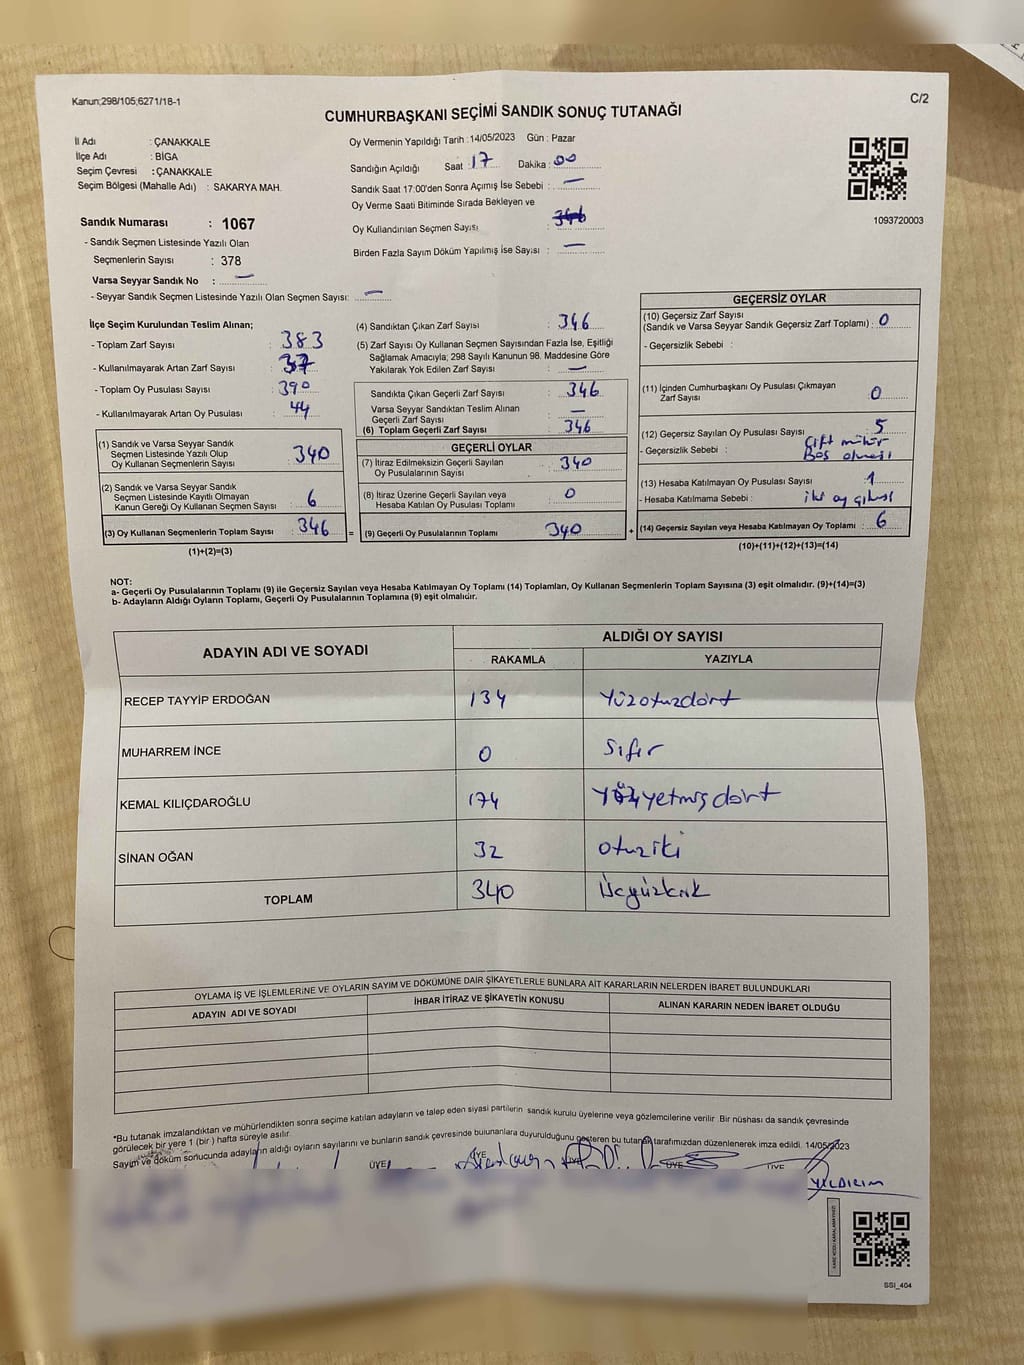 Kanun;298/105;6271/18-1
C/2
CUMHURBAŞKANI SEÇİMİ SANDIK SONUÇ TUTANAĞI
İl Adı : ÇANAKKALE
İlçe Adı : BİGA
Seçim Çevresi : ÇANAKKALE
Seçim Bölgesi (Mahalle Adı) : SAKARYA MAH.
Oy Vermenin Yapıldığı Tarih : 14/05/2023 Gün : Pazar
Sandığın Açıldığı Saat : 17 Dakika : 00
Sandık Saat 17:00'den Sonra Açımış İse Sebebi : —
Oy Verme Saati Bitiminde Sırada Bekleyen ve
Oy Kullandırılan Seçmen Sayısı : 346
Birden Fazla Sayım Döküm Yapılmış İse Sayısı : —
1093720003
Sandık Numarası : 1067
- Sandık Seçmen Listesinde Yazılı Olan
Seçmenlerin Sayısı : 378
Varsa Seyyar Sandık No : —
- Seyyar Sandık Seçmen Listesinde Yazılı Olan Seçmen Sayısı: —
İlçe Seçim Kurulundan Teslim Alınan;
- Toplam Zarf Sayısı : 383
- Kullanılmayarak Artan Zarf Sayısı : 37
- Toplam Oy Pusulası Sayısı : 390
- Kullanılmayarak Artan Oy Pusulası : 44
(1) Sandık ve Varsa Seyyar Sandık
Seçmen Listesinde Yazılı Olup
Oy Kullanan Seçmenlerin Sayısı : 340
(2) Sandık ve Varsa Seyyar Sandık
Seçmen Listesinde Kayıtlı Olmayan
Kanun Gereği Oy Kullanan Seçmen Sayısı : 6
(3) Oy Kullanan Seçmenlerin Toplam Sayısı : 346
(1)+(2)=(3)
(4) Sandıktan Çıkan Zarf Sayısı : 346
(5) Zarf Sayısı Oy Kullanan Seçmen Sayısından Fazla İse, Eşitliği
Sağlamak Amacıyla; 298 Sayılı Kanunun 98. Maddesine Göre
Yakılarak Yok Edilen Zarf Sayısı : —
Sandıkta Çıkan Geçerli Zarf Sayısı : 346
Varsa Seyyar Sandıktan Teslim Alınan
Geçerli Zarf Sayısı : —
(6) Toplam Geçerli Zarf Sayısı : 346
GEÇERLİ OYLAR
(7) İtiraz Edilmeksizin Geçerli Sayılan
Oy Pusulalarının Sayısı : 340
(8) İtiraz Üzerine Geçerli Sayılan veya
Hesaba Katılan Oy Pusulası Toplamı : 0
= (9) Geçerli Oy Pusulalarının Toplamı : 340 +
GEÇERSİZ OYLAR
(10) Geçersiz Zarf Sayısı
(Sandık ve Varsa Seyyar Sandık Geçersiz Zarf Toplamı) : 0
- Geçersizlik Sebebi :
(11) İçinden Cumhurbaşkanı Oy Pusulası Çıkmayan
Zarf Sayısı : 0
(12) Geçersiz Sayılan Oy Pusulası Sayısı : 5
- Geçersizlik Sebebi : Çift mühür
Boş olması
(13) Hesaba Katılmayan Oy Pusulası Sayısı : 1
- Hesaba Katılmama Sebebi : iki oy çıkması
(14) Geçersiz Sayılan veya Hesaba Katılmayan Oy Toplamı : 6
(10)+(11)+(12)+(13)=(14)
NOT:
a- Geçerli Oy Pusulalarının Toplamı (9) ile Geçersiz Sayılan veya Hesaba Katılmayan Oy Toplamı (14) Toplamları, Oy Kullanan Seçmenlerin Toplam Sayısına (3) eşit olmalıdır. (9)+(14)=(3)
b- Adayların Aldığı Oyların Toplamı, Geçerli Oy Pusulalarının Toplamına (9) eşit olmalıdır.
ADAYIN ADI VE SOYADI
ALDIĞI OY SAYISI
RAKAMLA YAZIYLA
RECEP TAYYİP ERDOĞAN 134 Yüzotuzdört
MUHARREM İNCE 0 Sıfır
KEMAL KILIÇDAROĞLU 174 Yüzyetmişdört
SİNAN OĞAN 32 otuziki
TOPLAM 340 Üçyüzkırk
OYLAMA İŞ VE İŞLEMLERİNE VE OYLARIN SAYIM VE DÖKÜMÜNE DAİR ŞİKAYETLERLE BUNLARA AİT KARARLARIN NELERDEN İBARET BULUNDUKLARI
ADAYIN ADI VE SOYADI İHBAR İTİRAZ VE ŞİKAYETİN KONUSU ALINAN KARARIN NEDEN İBARET OLDUĞU
*Bu tutanak imzalandıktan ve mühürlendikten sonra seçime katılan adayların ve talep eden siyasi partilerin sandık kurulu üyelerine veya gözlemcilerine verilir. Bir nüshası da sandık çevresinde
görülecek bir yere 1 (bir ) hafta süreyle asılır.
Sayım ve döküm sonucunda adayların aldığı oyların sayılarını ve bunların sandık çevresinde bulunanlara duyurulduğunu gösteren bu tutanak tarafımızdan düzenlenerek imza edildi. 14/05/2023
ÜYE ÜYE ÜYE ÜYE ÜYE
YILDIRIM
SSI_404